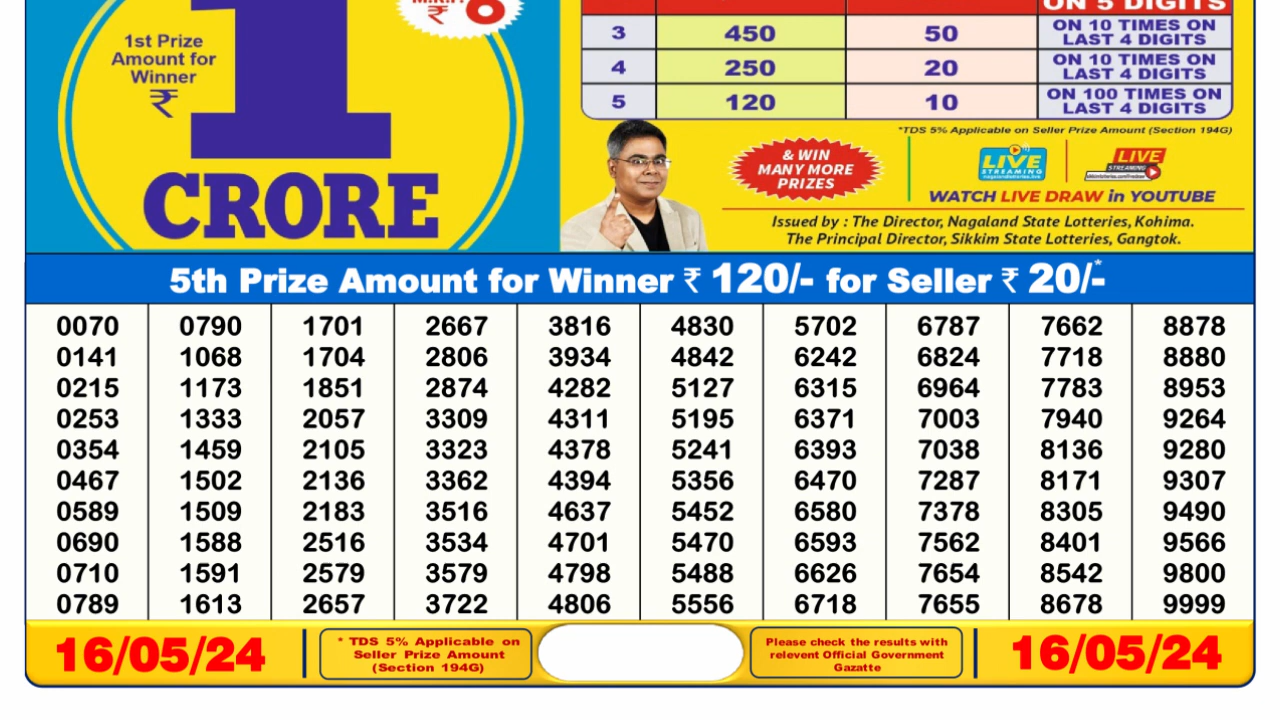 1
M.R.P.
₹ 6
1st Prize
Amount for
Winner
₹
CRORE
ON 5 DIGITS
3 450 50 ON 10 TIMES ON LAST 4 DIGITS
4 250 20 ON 10 TIMES ON LAST 4 DIGITS
5 120 10 ON 100 TIMES ON LAST 4 DIGITS
*TDS 5% Applicable on Seller Prize Amount (Section 194G)
& WIN
MANY MORE
PRIZES
LIVE
STREAMING
LIVE
STREAMING
WATCH LIVE DRAW in YOUTUBE
Issued by : The Director, Nagaland State Lotteries, Kohima.
The Principal Director, Sikkim State Lotteries, Gangtok.
5th Prize Amount for Winner ₹ 120/- for Seller ₹ 20/-*
0070 0790 1701 2667 3816 4830 5702 6787 7662 8878
0141 1068 1704 2806 3934 4842 6242 6824 7718 8880
0215 1173 1851 2874 4282 5127 6315 6964 7783 8953
0253 1333 2057 3309 4311 5195 6371 7003 7940 9264
0354 1459 2105 3323 4378 5241 6393 7038 8136 9280
0467 1502 2136 3362 4394 5356 6470 7287 8171 9307
0589 1509 2183 3516 4637 5452 6580 7378 8305 9490
0690 1588 2516 3534 4701 5470 6593 7562 8401 9566
0710 1591 2579 3579 4798 5488 6626 7654 8542 9800
0789 1613 2657 3722 4806 5556 6718 7655 8678 9999
16/05/24
* TDS 5% Applicable on
Seller Prize Amount
(Section 194G)
Please check the results with
relevent Official Government
Gazatte
16/05/24